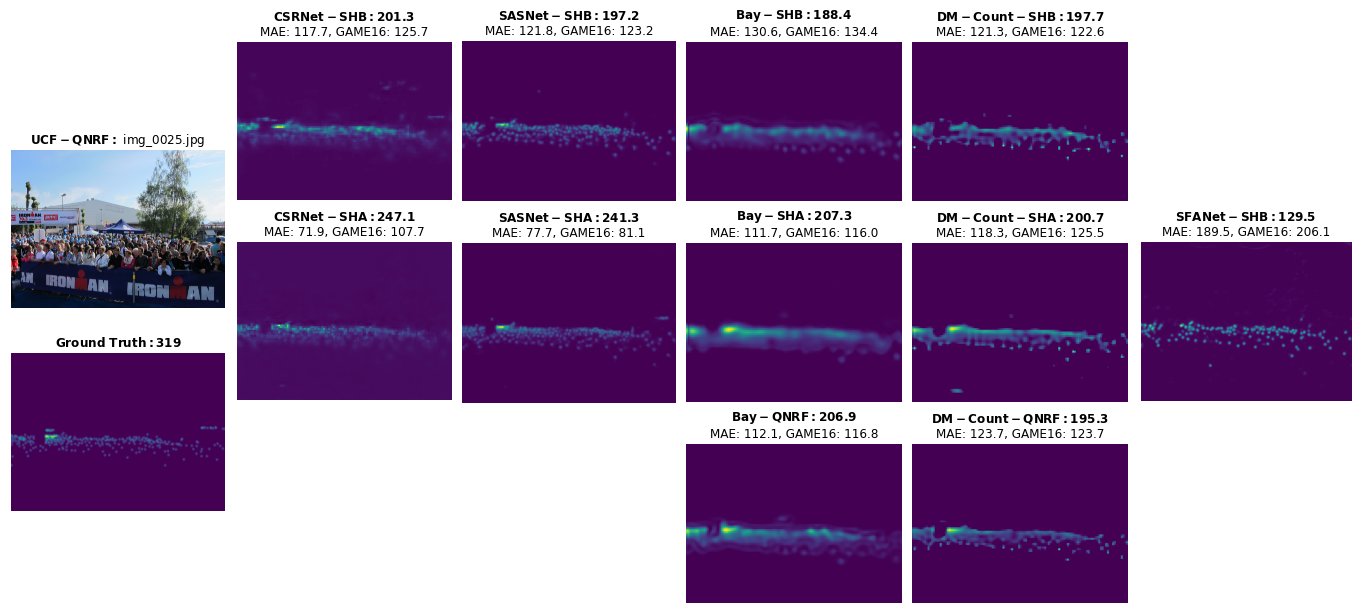 CSRNet−SHB: 201.3
MAE: 117.7, GAME16: 125.7
SASNet−SHB: 197.2
MAE: 121.8, GAME16: 123.2
Bay−SHB: 188.4
MAE: 130.6, GAME16: 134.4
DM−Count−SHB: 197.7
MAE: 121.3, GAME16: 122.6
UCF−QNRF: img_0025.jpg
IRONMAN
AN
IRONMAN
IRONMAN
CSRNet−SHA: 247.1
MAE: 71.9, GAME16: 107.7
SASNet−SHA: 241.3
MAE: 77.7, GAME16: 81.1
Bay−SHA: 207.3
MAE: 111.7, GAME16: 116.0
DM−Count−SHA: 200.7
MAE: 118.3, GAME16: 125.5
SFANet−SHB: 129.5
MAE: 189.5, GAME16: 206.1
Ground Truth: 319
Bay−QNRF: 206.9
MAE: 112.1, GAME16: 116.8
DM−Count−QNRF: 195.3
MAE: 123.7, GAME16: 123.7